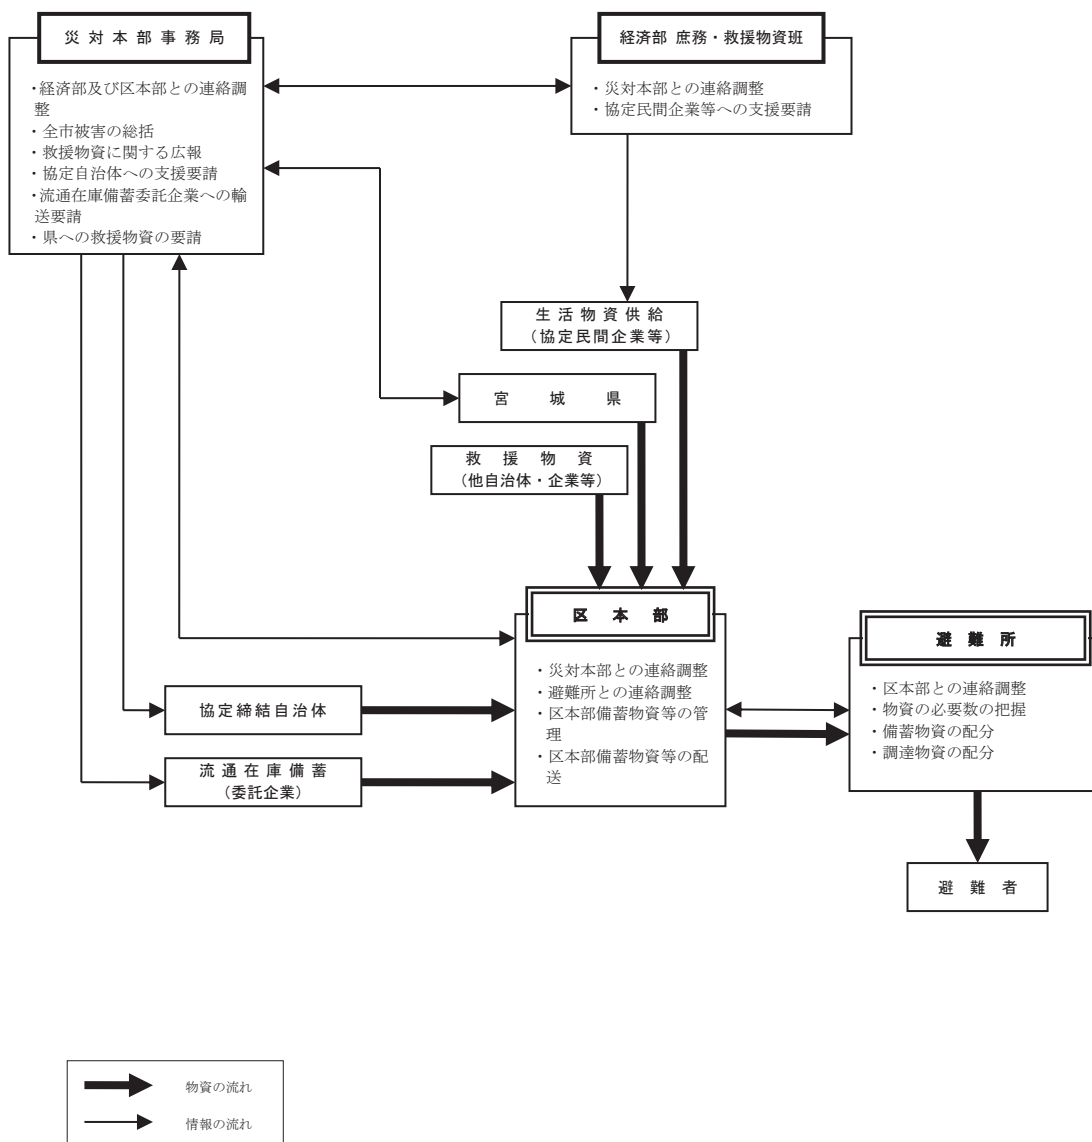 災対本部事務局
・経済部及び区本部との連絡調
整
・全市被害の総括
・救援物資に関する広報
・協定自治体への支援要請
・流通在庫備蓄委託企業への輸
送要請
・県への救援物資の要請
経済部 庶務・救援物資班
・災対本部との連絡調整
・協定民間企業等への支援要請
生活物資供給
（協定民間企業等）
宮城県
救援物資
（他自治体・企業等）
区本部
・災対本部との連絡調整
・避難所との連絡調整
・区本部備蓄物資等の管
理
・区本部備蓄物資等の配
送
避難所
・区本部との連絡調整
・物資の必要数の把握
・備蓄物資の配分
・調達物資の配分
協定締結自治体
流通在庫備蓄
（委託企業）
避難者
物資の流れ
情報の流れ